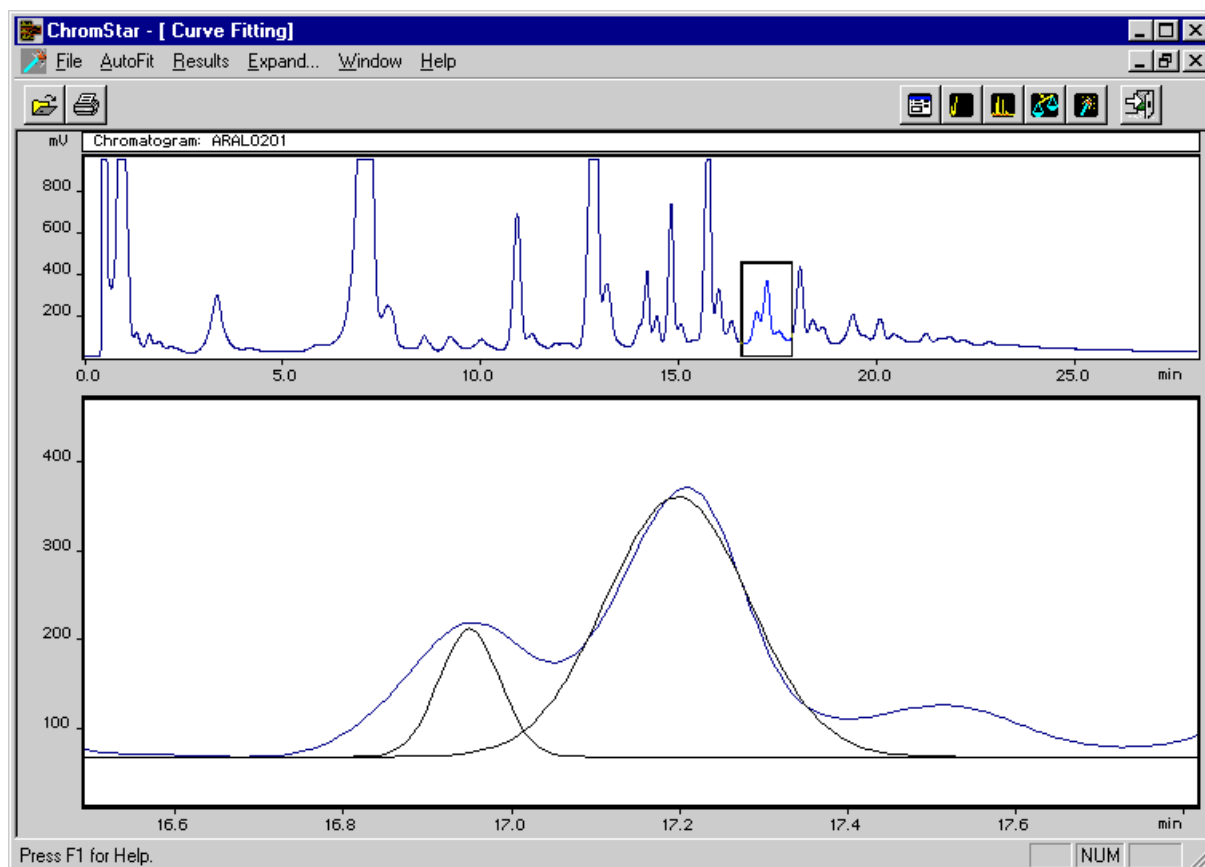 ChromStar - [ Curve Fitting]
File AutoFit Results Expand... Window Help
mV Chromatogram: ARAL0201
800
600
400
200
0.0 5.0 10.0 15.0 20.0 25.0 min
400
300
200
100
16.6 16.8 17.0 17.2 17.4 17.6 min
Press F1 for Help. NUM